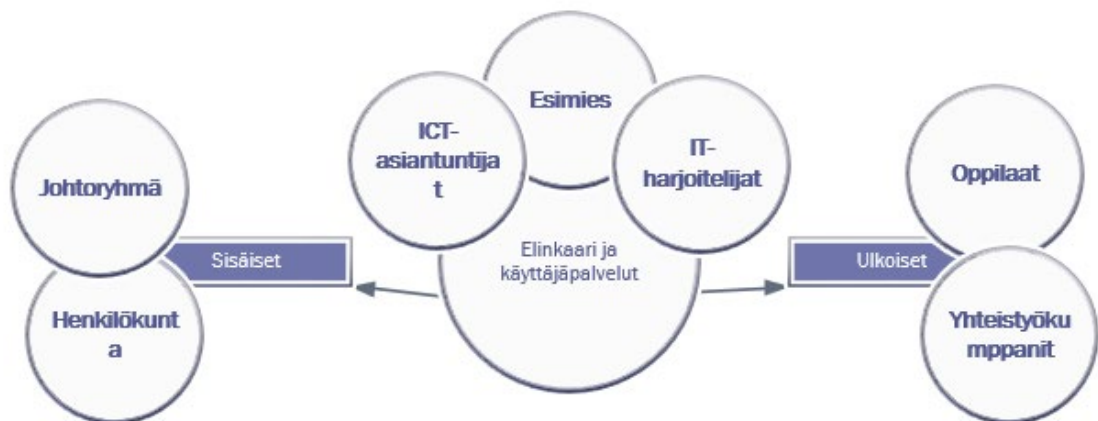 Esimies
ICT-
asiantuntija
t
IT-
harjoitelijat
Johtoryhmä
Oppilaat
Sisäiset
Elinkaari ja
käyttäjäpalvelut
Ulkoiset
Henkilökunt
a
Yhteistyöku
mppanit